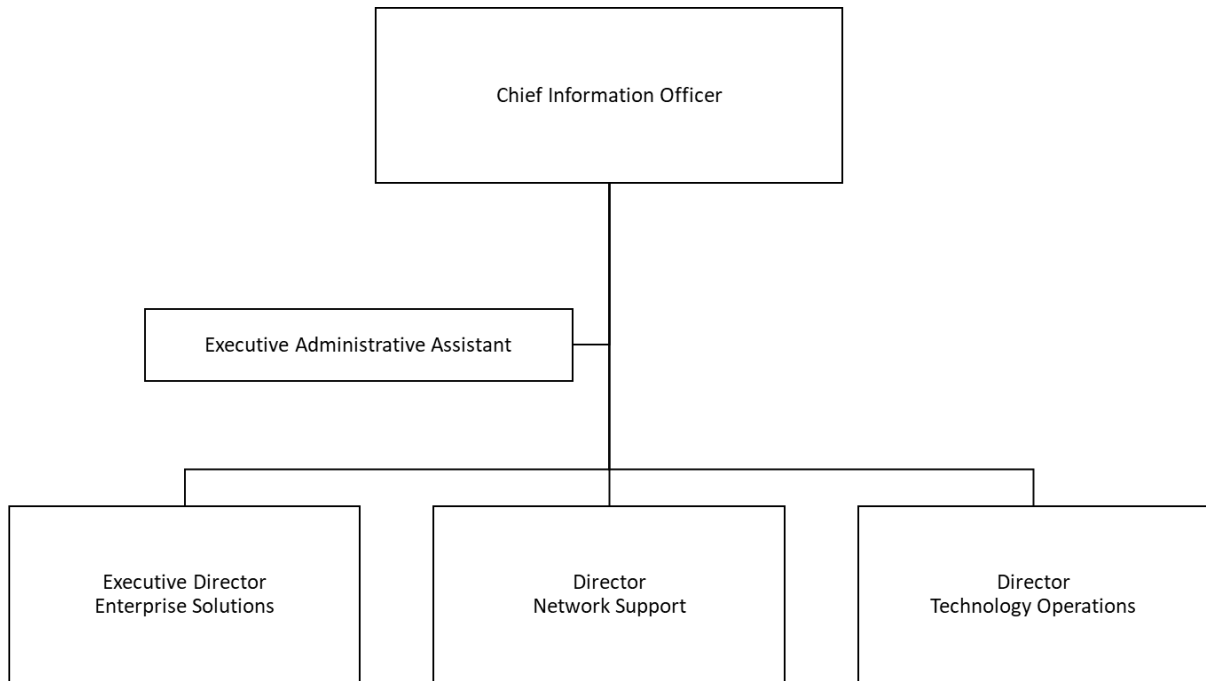 Chief Information Officer
Executive Administrative Assistant
Executive Director
Enterprise Solutions
Director
Network Support
Director
Technology Operations